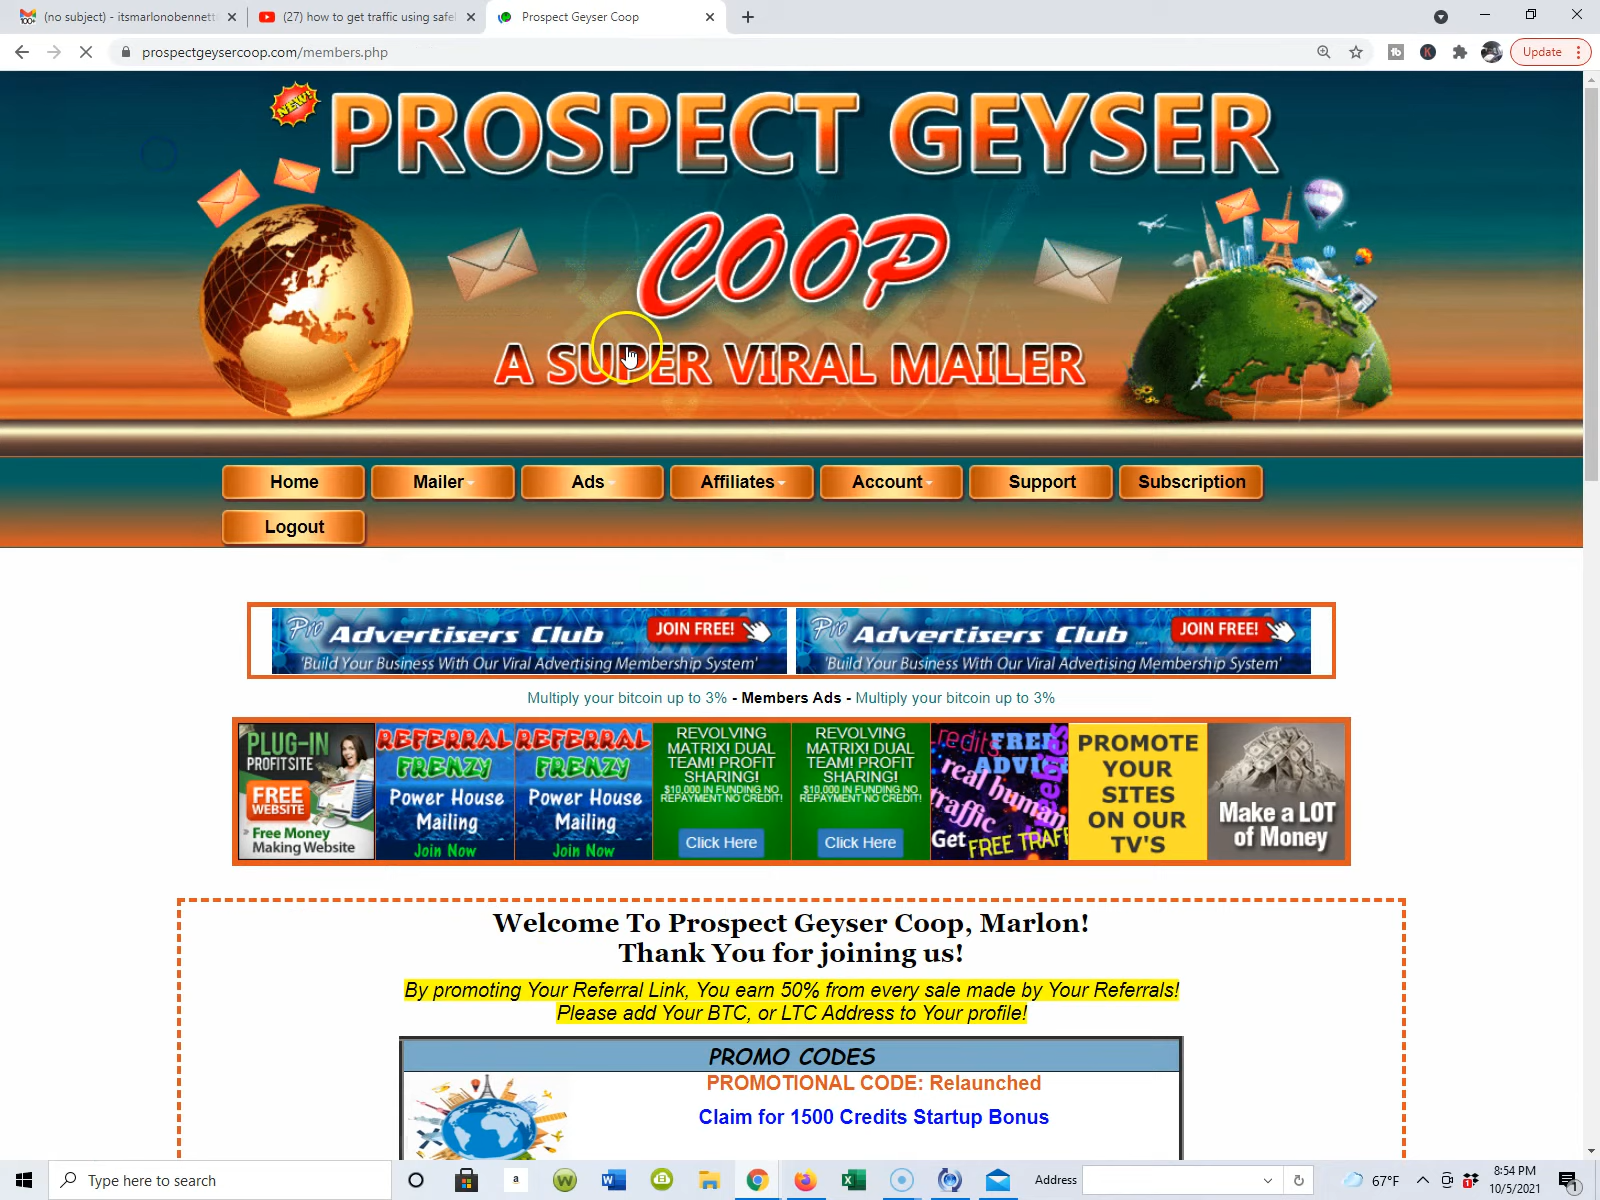 (no subject) - itsmarlonobennett
(27) how to get traffic using safel
Prospect Geyser Coop
prospectgeysercoop.com/members.php
Update
NEW!
PROSPECT GEYSER
COOP
A SUPER VIRAL MAILER
Home
Mailer
Ads
Affiliates
Account
Support
Subscription
Logout
Pro Advertisers Club .com
JOIN FREE!
'Build Your Business With Our Viral Advertising Membership System'
Pro Advertisers Club .com
JOIN FREE!
'Build Your Business With Our Viral Advertising Membership System'
Multiply your bitcoin up to 3% - Members Ads - Multiply your bitcoin up to 3%
PLUG-IN
PROFIT SITE
FREE
WEBSITE
» Free Money
Making Website
REFERRAL
FRENZY
Power House
Mailing
Join Now
REFERRAL
FRENZY
Power House
Mailing
Join Now
REVOLVING
MATRIX! DUAL
TEAM! PROFIT
SHARING!
$10,000 IN FUNDING NO
REPAYMENT NO CREDIT!
Click Here
REVOLVING
MATRIX! DUAL
TEAM! PROFIT
SHARING!
$10,000 IN FUNDING NO
REPAYMENT NO CREDIT!
Click Here
redits FREE
ADVIC
real human
traffic
Get FREE TRAFF
PROMOTE
YOUR
SITES
ON OUR
TV'S
Make a LOT
of Money
Welcome To Prospect Geyser Coop, Marlon!
Thank You for joining us!
By promoting Your Referral Link, You earn 50% from every sale made by Your Referrals!
Please add Your BTC, or LTC Address to Your profile!
PROMO CODES
PROMOTIONAL CODE: Relaunched
Claim for 1500 Credits Startup Bonus
Type here to search
Address
67°F
8:54 PM
10/5/2021